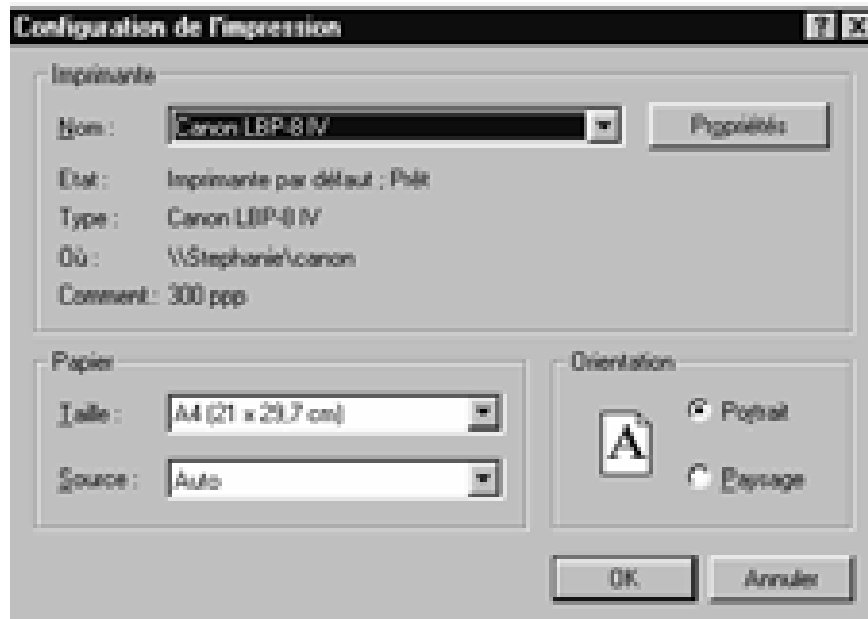 Configuration de l'impression
Imprimante
Nom : Canon LBP-8 IV Propriétés
Etat : Imprimante par défaut ; Prêt
Type : Canon LBP-8 IV
Où : \\Stephanie\canon
Comment : 300 ppp
Papier
Taille : A4 (21 x 29,7 cm)
Source : Auto
Orientation
A
Portrait
Paysage
OK Annuler